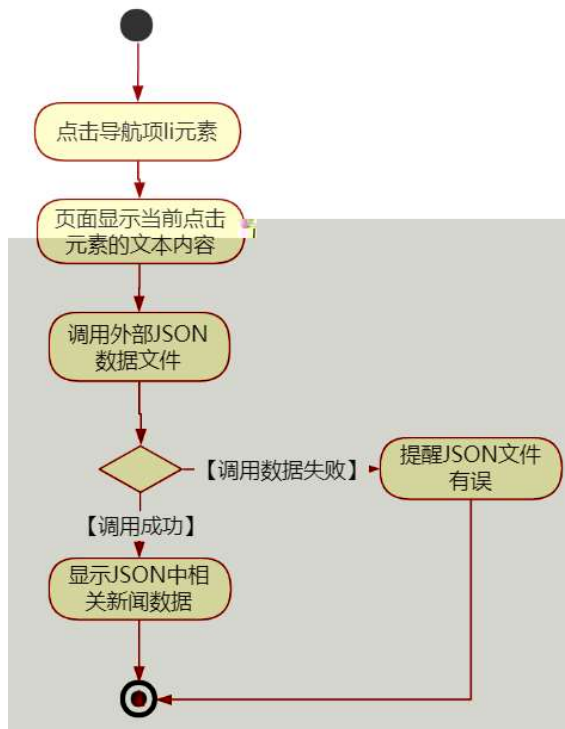 点击导航项li元素
页面显示当前点击
元素的文本内容
调用外部JSON
数据文件
【调用数据失败】
提醒JSON文件
有误
【调用成功】
显示JSON中相
关新闻数据